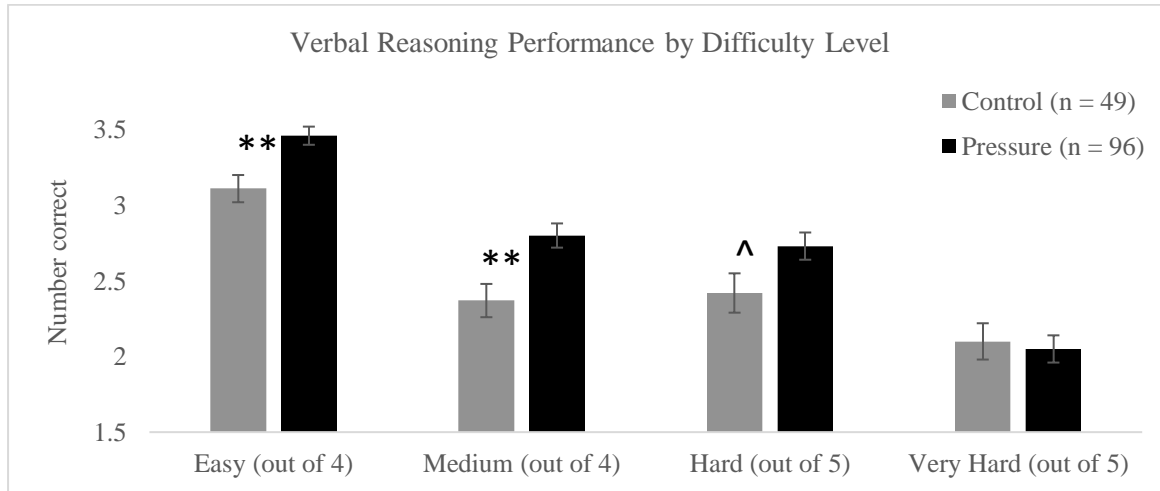 Verbal Reasoning Performance by Difficulty Level
Control (n = 49)
Pressure (n = 96)
Number correct
3.5
3
2.5
2
1.5
**
**
^
Easy (out of 4)
Medium (out of 4)
Hard (out of 5)
Very Hard (out of 5)